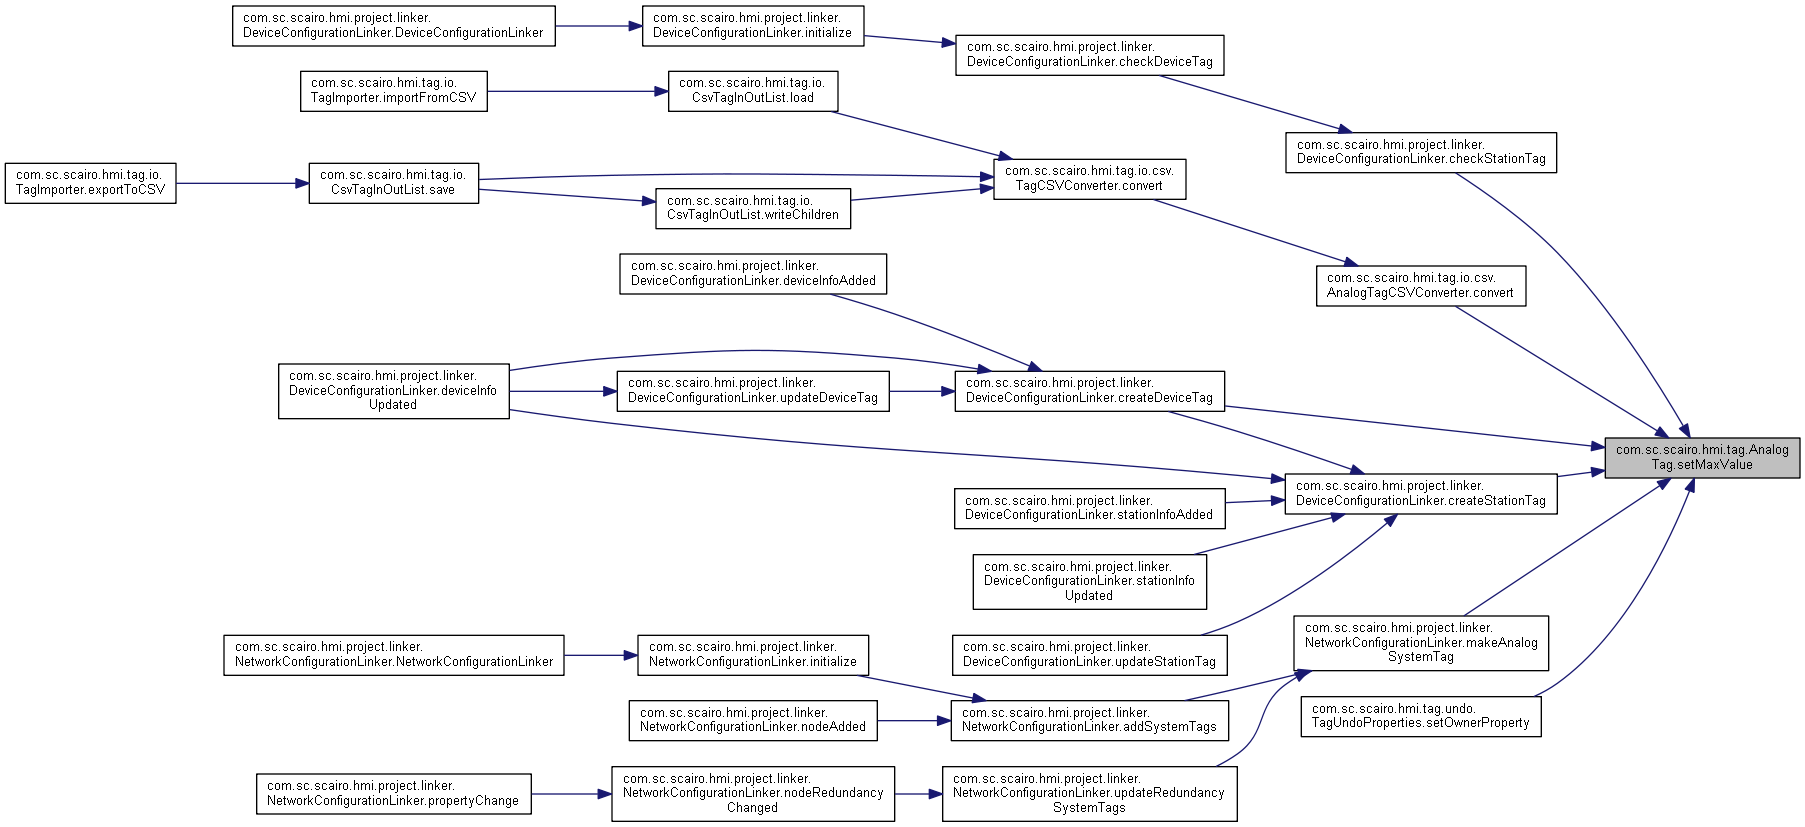 com.sc.scairo.hmi.project.linker.
DeviceConfigurationLinker.DeviceConfigurationLinker
com.sc.scairo.hmi.project.linker.
DeviceConfigurationLinker.initialize
com.sc.scairo.hmi.project.linker.
DeviceConfigurationLinker.checkDeviceTag
com.sc.scairo.hmi.tag.io.
TagImporter.importFromCSV
com.sc.scairo.hmi.tag.io.
CsvTagInOutList.load
com.sc.scairo.hmi.project.linker.
DeviceConfigurationLinker.checkStationTag
com.sc.scairo.hmi.tag.io.
TagImporter.exportToCSV
com.sc.scairo.hmi.tag.io.
CsvTagInOutList.save
com.sc.scairo.hmi.tag.io.csv.
TagCSVConverter.convert
com.sc.scairo.hmi.tag.io.
CsvTagInOutList.writeChildren
com.sc.scairo.hmi.project.linker.
DeviceConfigurationLinker.deviceInfoAdded
com.sc.scairo.hmi.tag.io.csv.
AnalogTagCSVConverter.convert
com.sc.scairo.hmi.project.linker.
DeviceConfigurationLinker.deviceInfo
Updated
com.sc.scairo.hmi.project.linker.
DeviceConfigurationLinker.updateDeviceTag
com.sc.scairo.hmi.project.linker.
DeviceConfigurationLinker.createDeviceTag
com.sc.scairo.hmi.tag.Analog
Tag.setMaxValue
com.sc.scairo.hmi.project.linker.
DeviceConfigurationLinker.createStationTag
com.sc.scairo.hmi.project.linker.
DeviceConfigurationLinker.stationInfoAdded
com.sc.scairo.hmi.project.linker.
DeviceConfigurationLinker.stationInfo
Updated
com.sc.scairo.hmi.project.linker.
DeviceConfigurationLinker.updateStationTag
com.sc.scairo.hmi.project.linker.
NetworkConfigurationLinker.makeAnalog
SystemTag
com.sc.scairo.hmi.project.linker.
NetworkConfigurationLinker.NetworkConfigurationLinker
com.sc.scairo.hmi.project.linker.
NetworkConfigurationLinker.initialize
com.sc.scairo.hmi.project.linker.
NetworkConfigurationLinker.nodeAdded
com.sc.scairo.hmi.project.linker.
NetworkConfigurationLinker.addSystemTags
com.sc.scairo.hmi.tag.undo.
TagUndoProperties.setOwnerProperty
com.sc.scairo.hmi.project.linker.
NetworkConfigurationLinker.propertyChange
com.sc.scairo.hmi.project.linker.
NetworkConfigurationLinker.nodeRedundancy
Changed
com.sc.scairo.hmi.project.linker.
NetworkConfigurationLinker.updateRedundancy
SystemTags